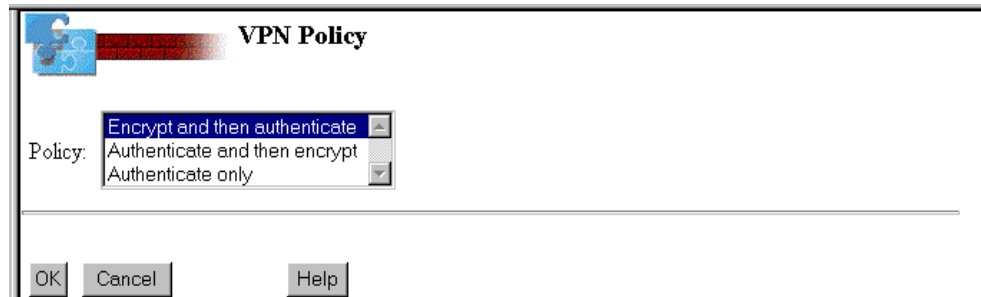 VPN Policy
Policy:
Encrypt and then authenticate
Authenticate and then encrypt
Authenticate only
OK Cancel Help